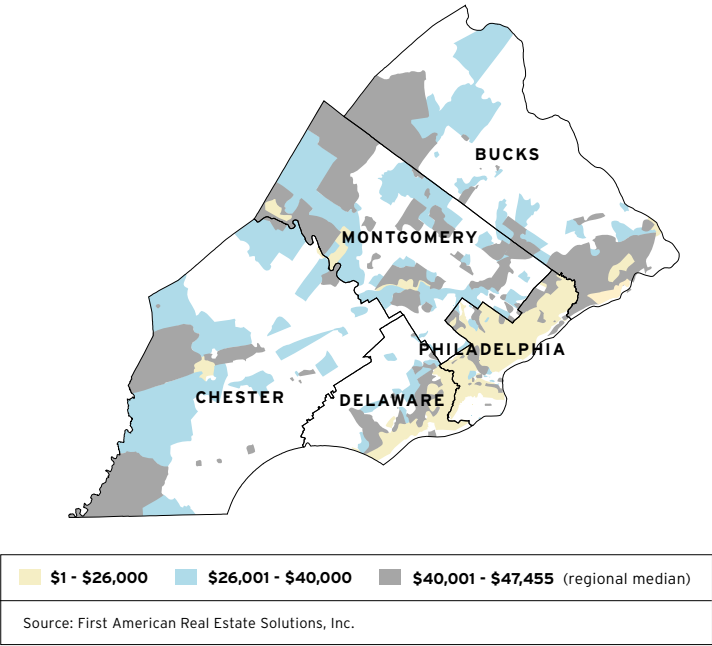 BUCKS
MONTGOMERY
PHILADELPHIA
CHESTER
DELAWARE
$1 - $26,000 $26,001 - $40,000 $40,001 - $47,455 (regional median)
Source: First American Real Estate Solutions, Inc.